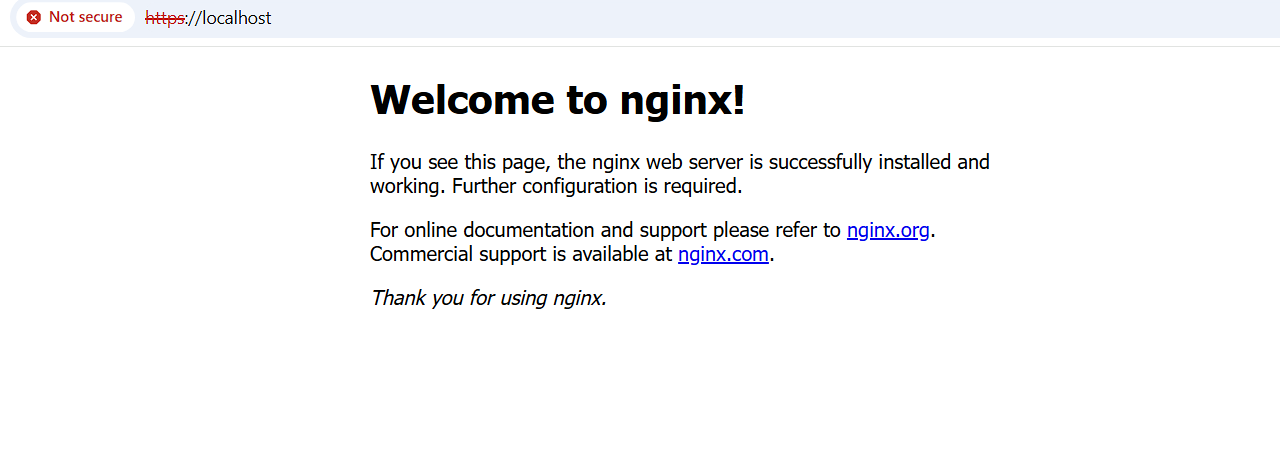 Not secure https://localhost
Welcome to nginx!
If you see this page, the nginx web server is successfully installed and
working. Further configuration is required.
For online documentation and support please refer to nginx.org.
Commercial support is available at nginx.com.
Thank you for using nginx.